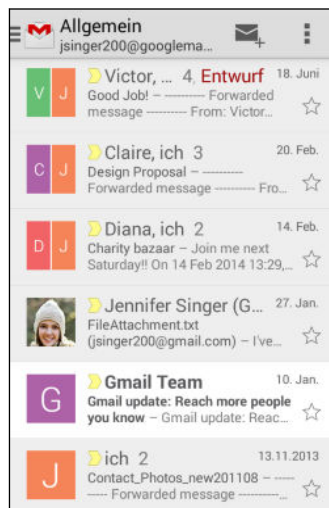 Allgemein
jsinger200@googlema...
Victor, ... 4, Entwurf 18. Juni
V J
Good Job! – ---------- Forwarded
message ---------- From: Victor...
Claire, ich 3 20. Feb.
C J
Design Proposal – ----------
Forwarded message ---------- Fro...
Diana, ich 2 14. Feb.
D J
Charity bazaar – Join me next
Saturday!! On 14 Feb 2014 13:29,...
Jennifer Singer (G... 27. Jan.
FileAttachment.txt
(jsinger200@gmail.com) – I've...
Gmail Team 10. Jan.
G
Gmail update: Reach more people
you know – Gmail update: Reac...
ich 2 13.11.2013
J
Contact_Photos_new201108 – -----
----- Forwarded message ----------...